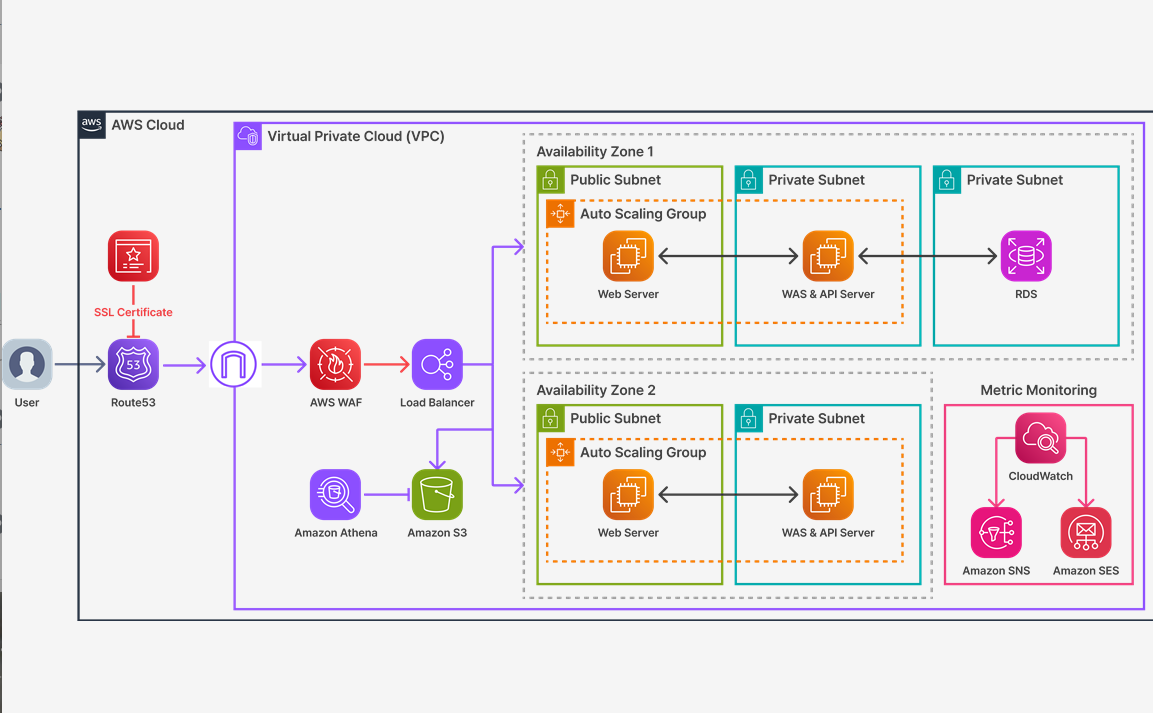 aws
AWS Cloud
Virtual Private Cloud (VPC)
Availability Zone 1
Public Subnet
Private Subnet
Private Subnet
Auto Scaling Group
Web Server
WAS & API Server
RDS
SSL Certificate
53
User
Route53
AWS WAF
Load Balancer
Availability Zone 2
Metric Monitoring
Public Subnet
Private Subnet
Auto Scaling Group
CloudWatch
Amazon Athena
Amazon S3
Web Server
WAS & API Server
Amazon SNS
Amazon SES